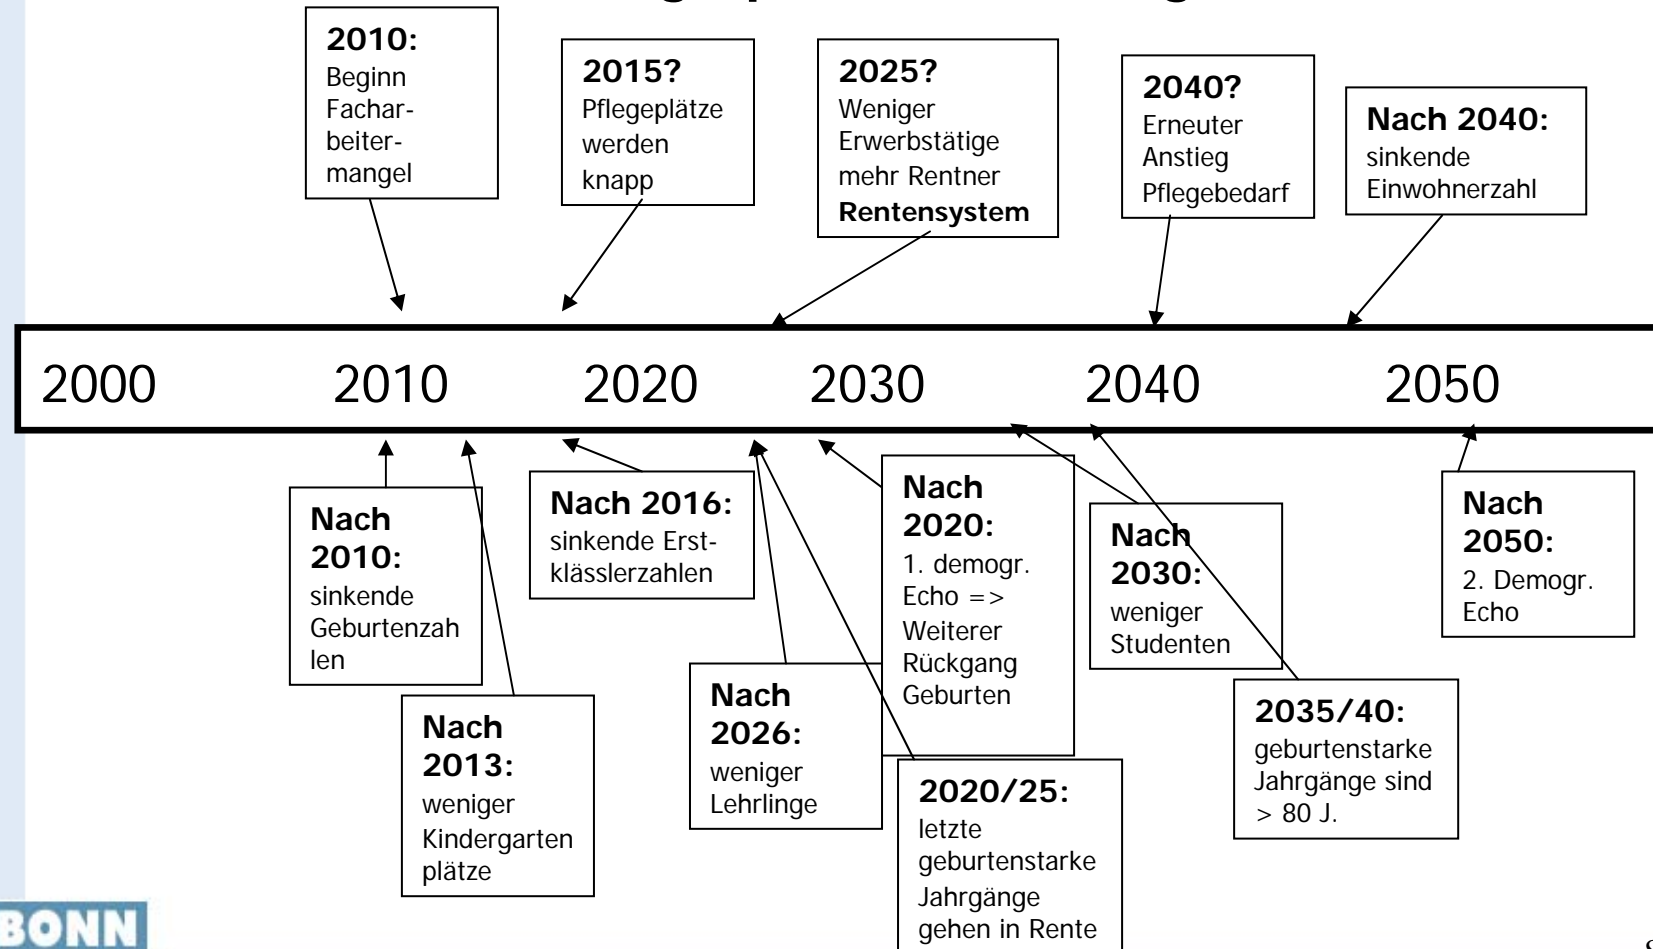 2010:
Beginn
Fachar-
beiter-
mangel
2015?
Pflegeplätze
werden
knapp
2025?
Weniger
Erwerbstätige
mehr Rentner
Rentensystem
2040?
Erneuter
Anstieg
Pflegebedarf
Nach 2040:
sinkende
Einwohnerzahl
2000 2010 2020 2030 2040 2050
Nach
2010:
sinkende
Geburtenzah
len
Nach
2013:
weniger
Kindergarten
plätze
Nach 2016:
sinkende Erst-
klässlerzahlen
Nach
2026:
weniger
Lehrlinge
Nach
2020:
1. demogr.
Echo =>
Weiterer
Rückgang
Geburten
2020/25:
letzte
geburtenstarke
Jahrgänge
gehen in Rente
Nach
2030:
weniger
Studenten
2035/40:
geburtenstarke
Jahrgänge sind
> 80 J.
Nach
2050:
2. Demogr.
Echo
BONN